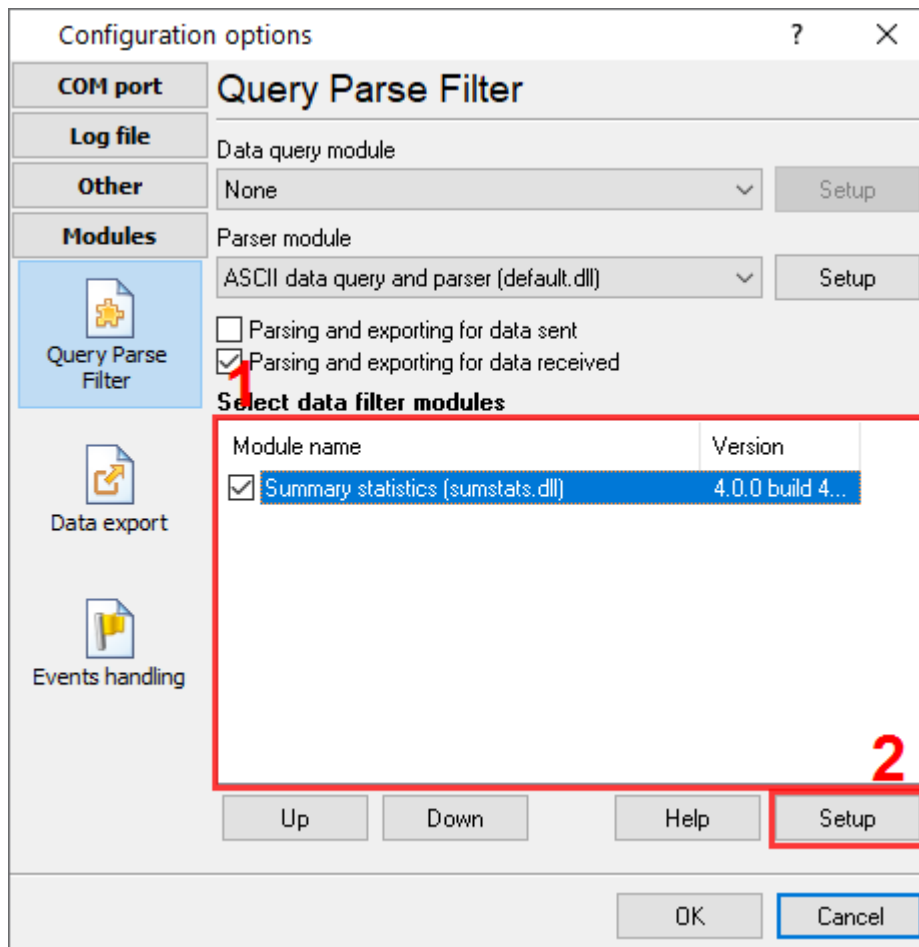 Configuration options
?
COM port
Log file
Other
Modules
Query Parse
Filter
Data export
Events handling
Query Parse Filter
Data query module
None
Setup
Parser module
ASCII data query and parser (default.dll)
Setup
Parsing and exporting for data sent
Parsing and exporting for data received
1
Select data filter modules
Module name Version
Summary statistics (sumstats.dll) 4.0.0 build 4...
2
Up Down Help Setup
OK Cancel